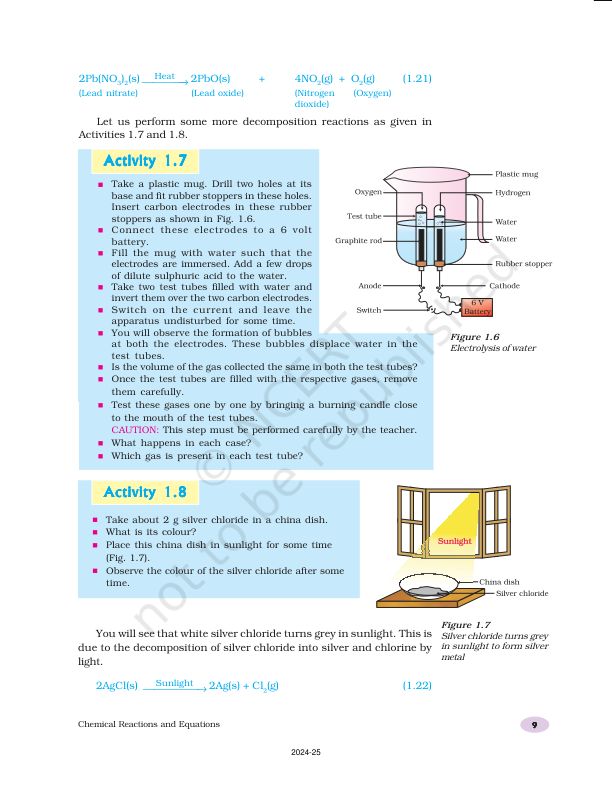 2Pb(NO₃)₂(s) —Heat→ 2PbO(s) + 4NO₂(g) + O₂(g) (1.21)
(Lead nitrate) (Lead oxide) (Nitrogen (Oxygen)
dioxide)
Let us perform some more decomposition reactions as given in
Activities 1.7 and 1.8.
Activity 1.7
■ Take a plastic mug. Drill two holes at its
base and fit rubber stoppers in these holes.
Insert carbon electrodes in these rubber
stoppers as shown in Fig. 1.6.
■ Connect these electrodes to a 6 volt
battery.
■ Fill the mug with water such that the
electrodes are immersed. Add a few drops
of dilute sulphuric acid to the water.
■ Take two test tubes filled with water and
invert them over the two carbon electrodes.
■ Switch on the current and leave the
apparatus undisturbed for some time.
■ You will observe the formation of bubbles
at both the electrodes. These bubbles displace water in the
test tubes.
■ Is the volume of the gas collected the same in both the test tubes?
■ Once the test tubes are filled with the respective gases, remove
them carefully.
■ Test these gases one by one by bringing a burning candle close
to the mouth of the test tubes.
CAUTION: This step must be performed carefully by the teacher.
■ What happens in each case?
■ Which gas is present in each test tube?
Plastic mug
Oxygen
Hydrogen
Test tube
Water
Graphite rod
Water
Rubber stopper
Anode
Cathode
Switch
6 V
Battery
Figure 1.6
Electrolysis of water
Activity 1.8
■ Take about 2 g silver chloride in a china dish.
■ What is its colour?
■ Place this china dish in sunlight for some time
(Fig. 1.7).
■ Observe the colour of the silver chloride after some
time.
Sunlight
China dish
Silver chloride
Figure 1.7
Silver chloride turns grey
in sunlight to form silver
metal
You will see that white silver chloride turns grey in sunlight. This is
due to the decomposition of silver chloride into silver and chlorine by
light.
2AgCl(s) —Sunlight→ 2Ag(s) + Cl₂(g) (1.22)
Chemical Reactions and Equations
9
2024-25
© NCERT
not to be republished